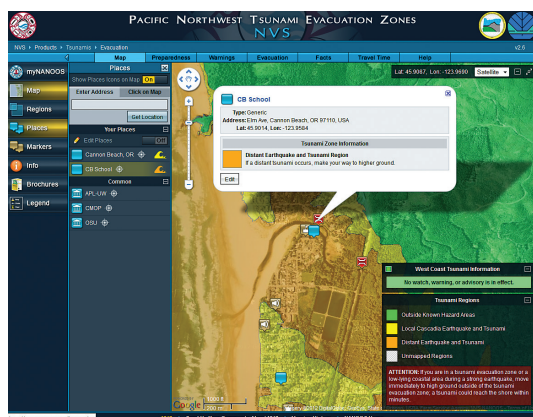 PACIFIC NORTHWEST TSUNAMI EVACUATION ZONES
NVS
NVS › Products › Tsunamis › Evacuation
v2.6
Map Preparedness Warnings Evacuation Facts Travel Time Help
myNANOOS
Map
Regions
Places
Markers
Info
Brochures
Legend
Places
Show Places Icons on Map On
Enter Address Click on Map
Get Location
Your Places
Edit Places Off
Cannon Beach, OR
CB School
Common
APL-UW
CMOP
OSU
Lat: 45.9087, Lon: -123.9690 Satellite
CB School
Type: Generic
Address: Elm Ave, Cannon Beach, OR 97110, USA
Lat: 45.9014, Lon: -123.9584
Tsunami Zone Information
Distant Earthquake and Tsunami Region
If a distant tsunami occurs, make your way to higher ground.
Edit
West Coast Tsunami Information
No watch, warning, or advisory is in effect.
Tsunami Regions
Outside Known Hazard Areas
Local Cascadia Earthquake and Tsunami
Distant Earthquake and Tsunami
Unmapped Regions
ATTENTION: If you are in a tsunami evacuation zone or a
low-lying coastal area during a strong earthquake, move
immediately to high ground outside of the tsunami
evacuation zone; a tsunami could reach the shore within
minutes.
Google
1000 ft
200 m